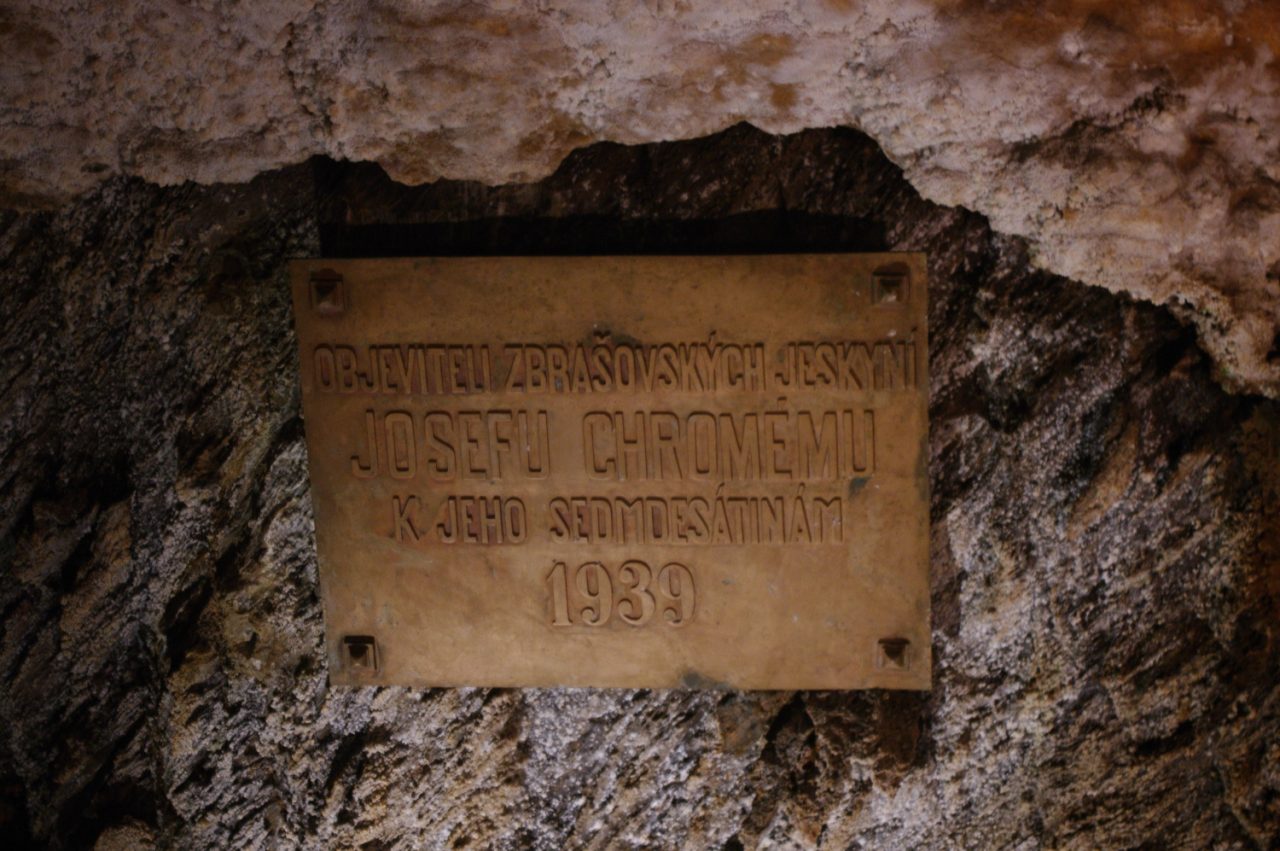 OBJEVITELI ZBRAŠOVSKÝCH JESKYNÍ
JOSEFU CHROMÉMU
K JEHO SEDMDESÁTINÁM
1939